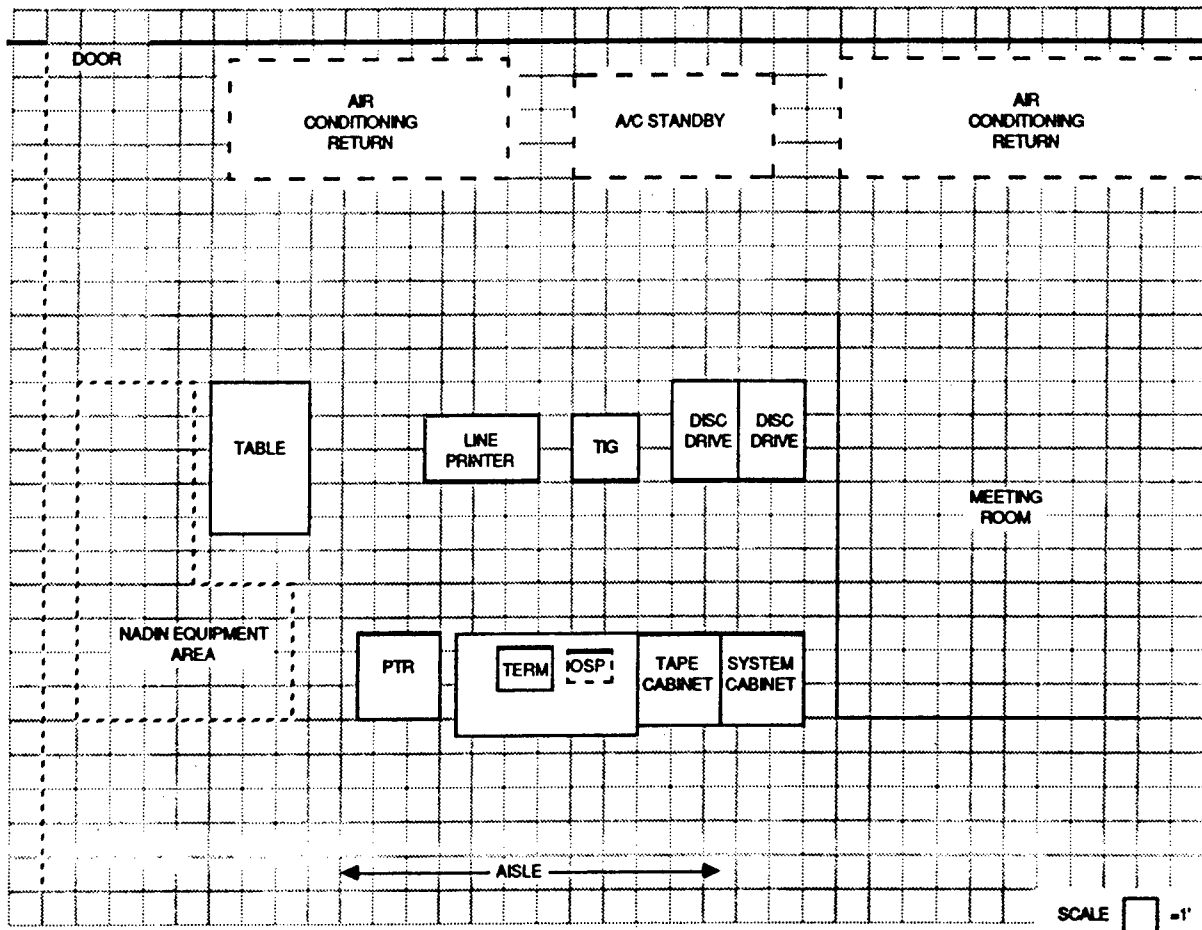 DOOR
AIR
CONDITIONING
RETURN
A/C STANDBY
AIR
CONDITIONING
RETURN
TABLE
LINE
PRINTER
TIG
DISC
DRIVE
DISC
DRIVE
MEETING
ROOM
NADIN EQUIPMENT
AREA
PTR
TERM
IOSP
TAPE
CABINET
SYSTEM
CABINET
AISLE
SCALE =1'